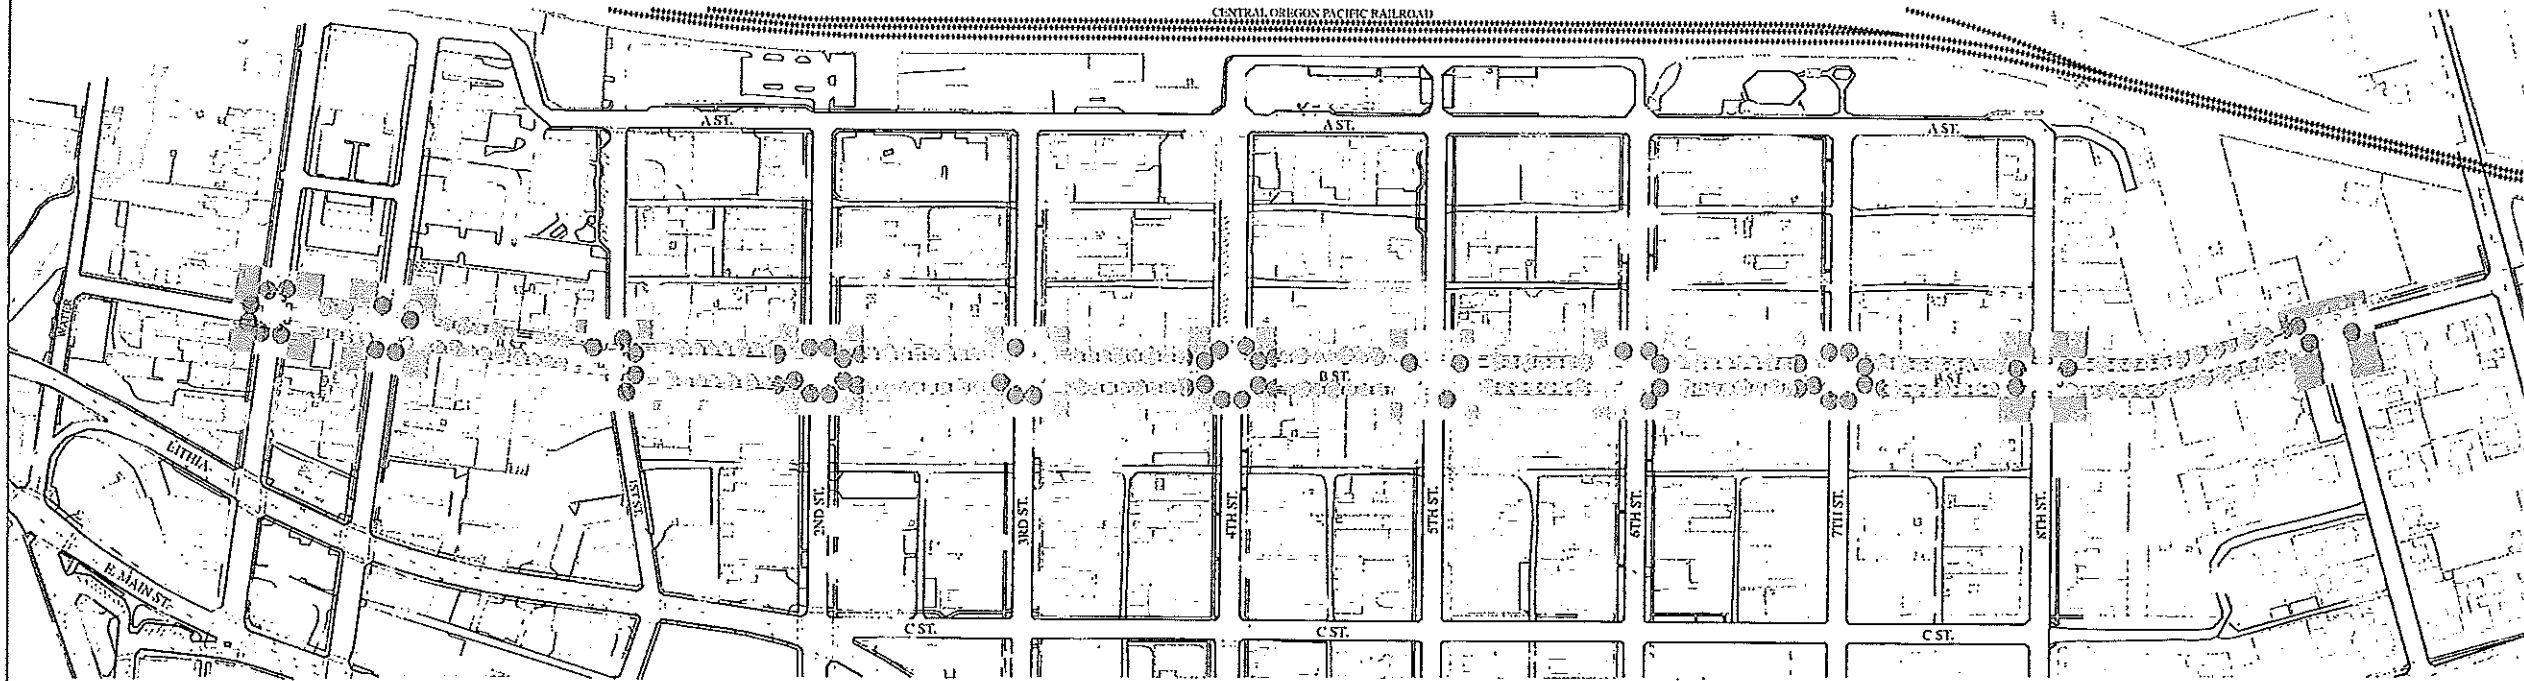 CENTRAL OREGON PACIFIC RAILROAD
A ST.
A ST.
A ST.
WATER
B ST.
B ST.
LITHIA
1ST ST.
2ND ST.
3RD ST.
4TH ST.
5TH ST.
6TH ST.
7TH ST.
8TH ST.
E. MAIN ST.
C ST.
C ST.
C ST.